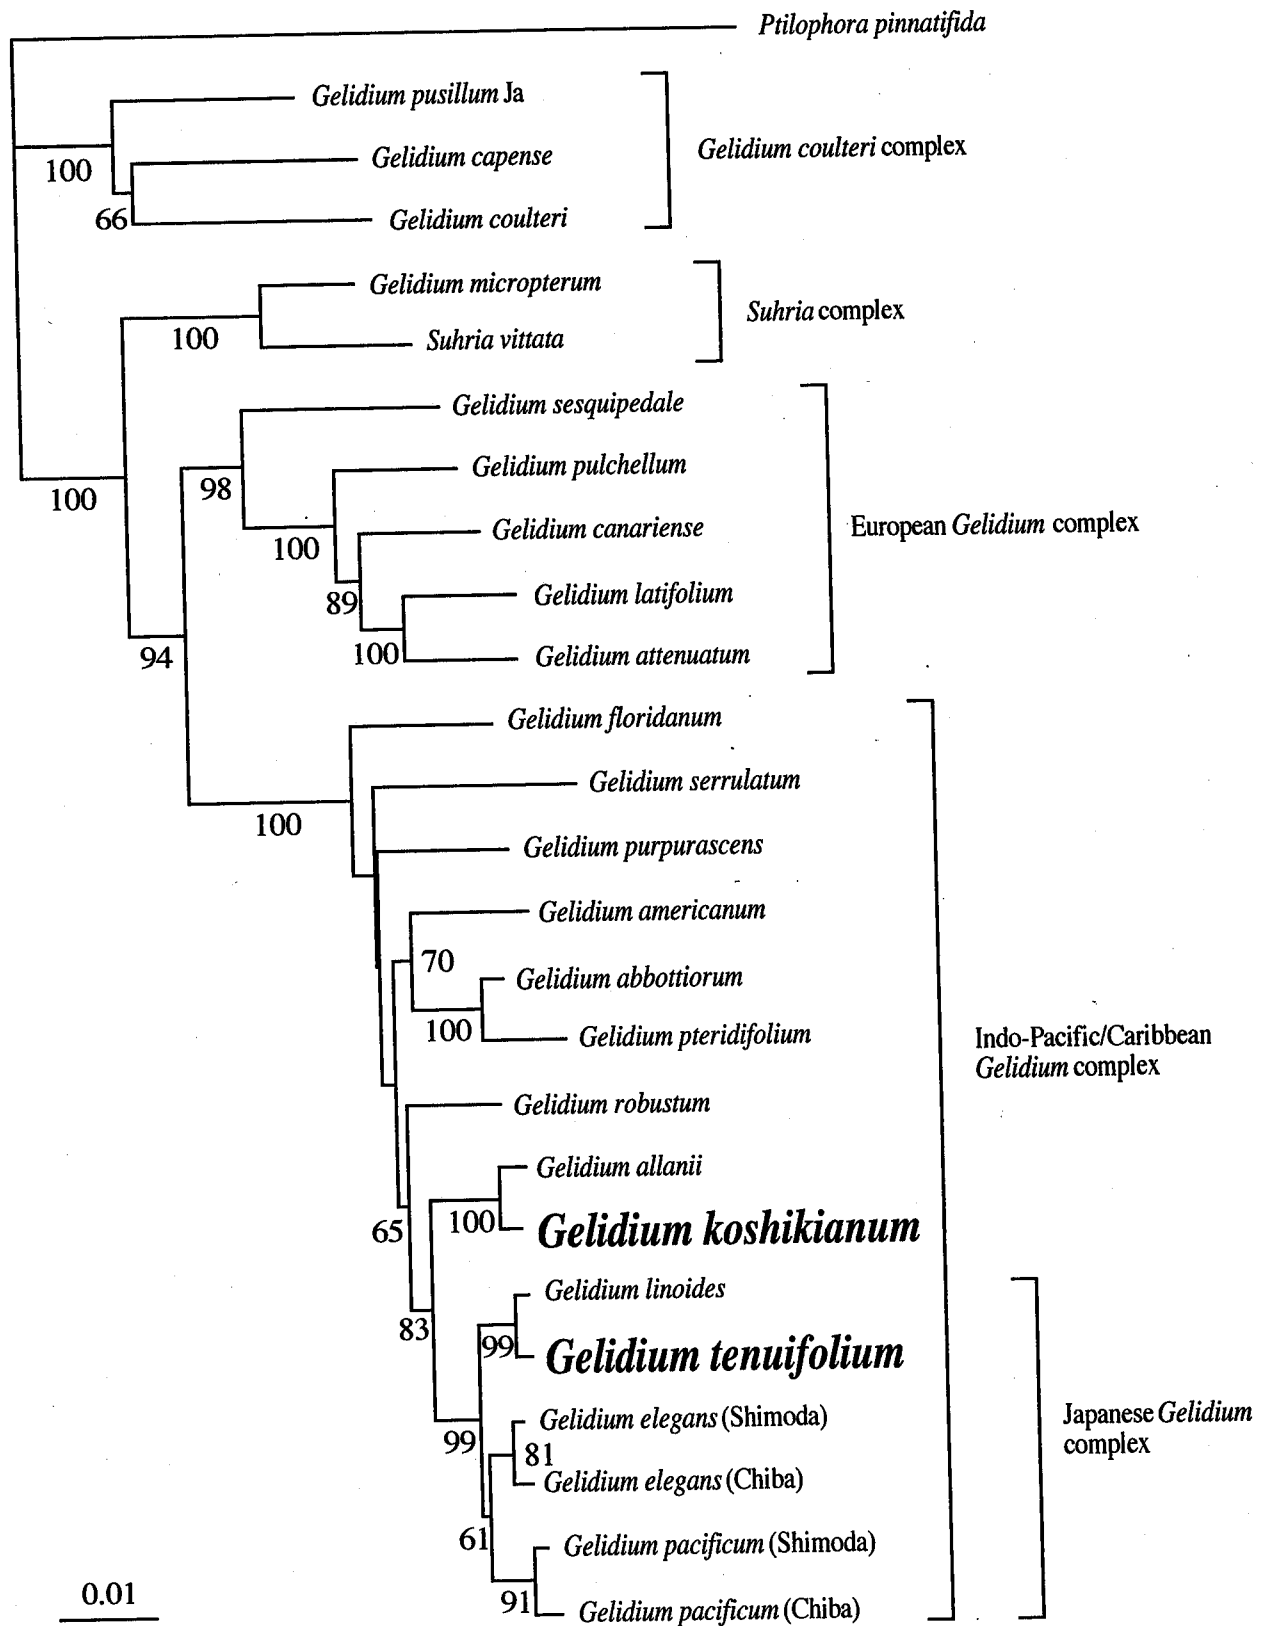 Ptilophora pinnatifida
Gelidium pusillum Ja
Gelidium capense
Gelidium coulteri complex
100
66
Gelidium coulteri
Gelidium micropterum
Suhria complex
100
Suhria vittata
Gelidium sesquipedale
Gelidium pulchellum
100
98
Gelidium canariense
European Gelidium complex
100
Gelidium latifolium
89
100
Gelidium attenuatum
94
Gelidium floridanum
Gelidium serrulatum
100
Gelidium purpurascens
Gelidium americanum
70
Gelidium abbottiorum
100
Gelidium pteridifolium
Indo-Pacific/Caribbean
Gelidium complex
Gelidium robustum
Gelidium allanii
100
Gelidium koshikianum
65
Gelidium linoides
83
99
Gelidium tenuifolium
Gelidium elegans (Shimoda)
Japanese Gelidium
complex
99
81
Gelidium elegans (Chiba)
61
Gelidium pacificum (Shimoda)
0.01
91
Gelidium pacificum (Chiba)